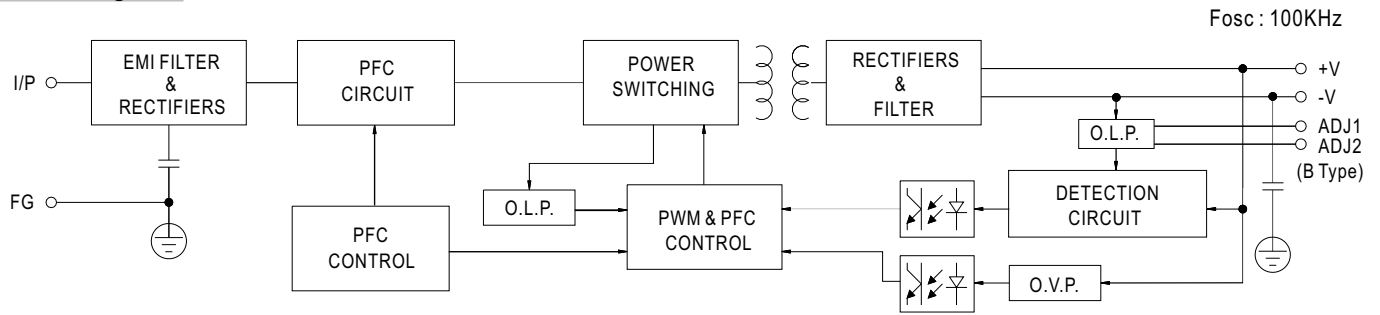 Fosc : 100KHz
I/P
EMI FILTER
&
RECTIFIERS
PFC
CIRCUIT
POWER
SWITCHING
RECTIFIERS
&
FILTER
+V
-V
O.L.P.
ADJ1
ADJ2
(B Type)
FG
PFC
CONTROL
O.L.P.
PWM & PFC
CONTROL
DETECTION
CIRCUIT
O.V.P.